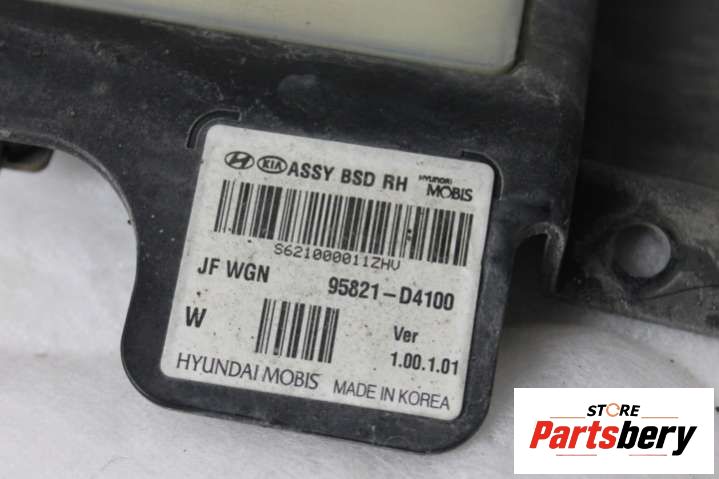 KIA ASSY BSD RH HYUNDAI MOBIS
S621000011ZHV
JF WGN 95821-D4100
W Ver
1.00.1.01
HYUNDAI MOBIS MADE IN KOREA
STORE
Partsbery